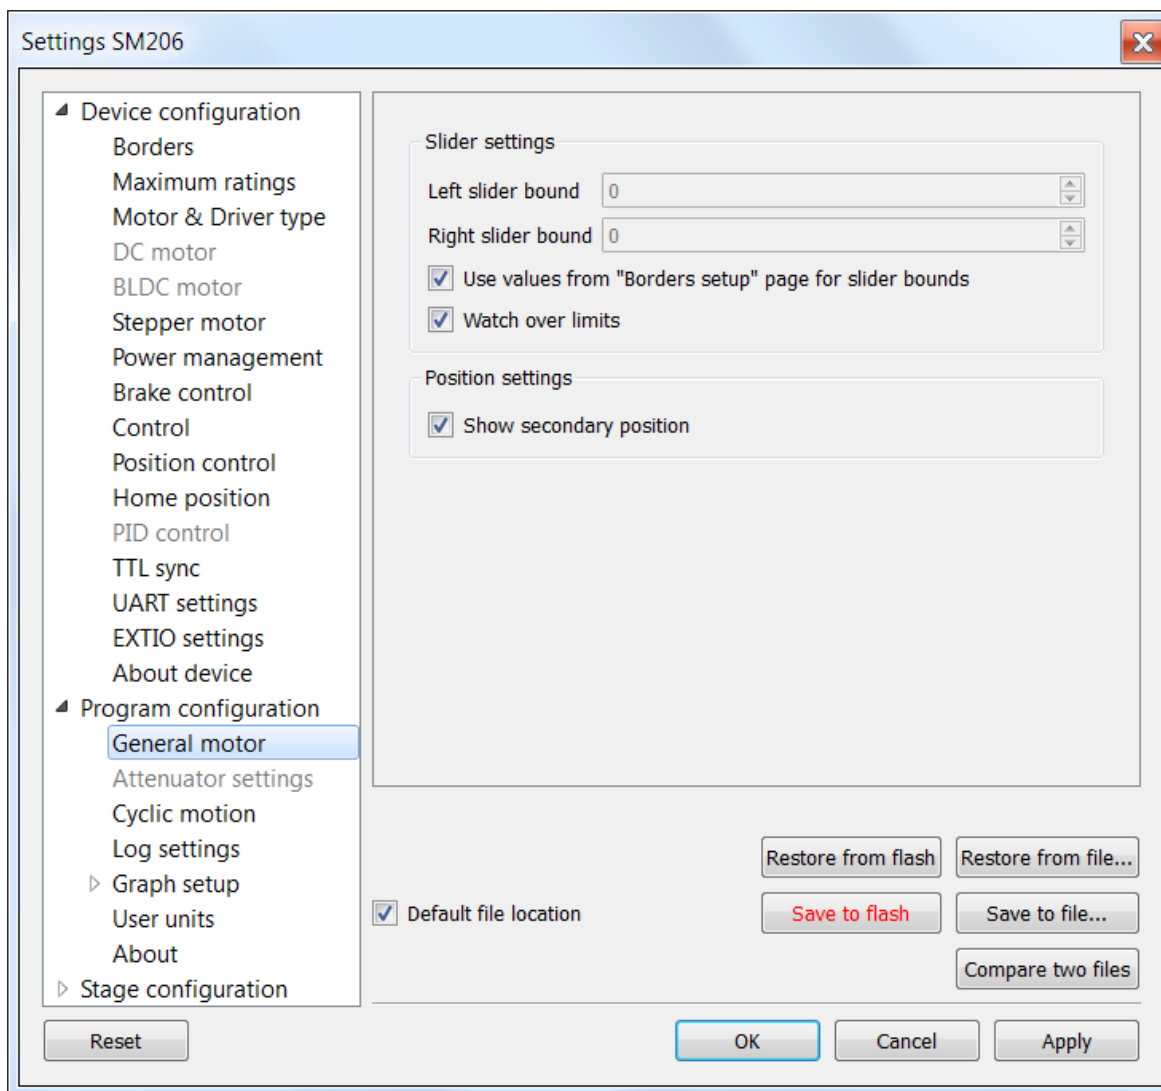 Settings SM206
Device configuration
Borders
Maximum ratings
Motor & Driver type
DC motor
BLDC motor
Stepper motor
Power management
Brake control
Control
Position control
Home position
PID control
TTL sync
UART settings
EXTIO settings
About device
Program configuration
General motor
Attenuator settings
Cyclic motion
Log settings
Graph setup
User units
About
Stage configuration
Slider settings
Left slider bound 0
Right slider bound 0
Use values from "Borders setup" page for slider bounds
Watch over limits
Position settings
Show secondary position
Restore from flash Restore from file...
Default file location Save to flash Save to file...
Compare two files
Reset OK Cancel Apply